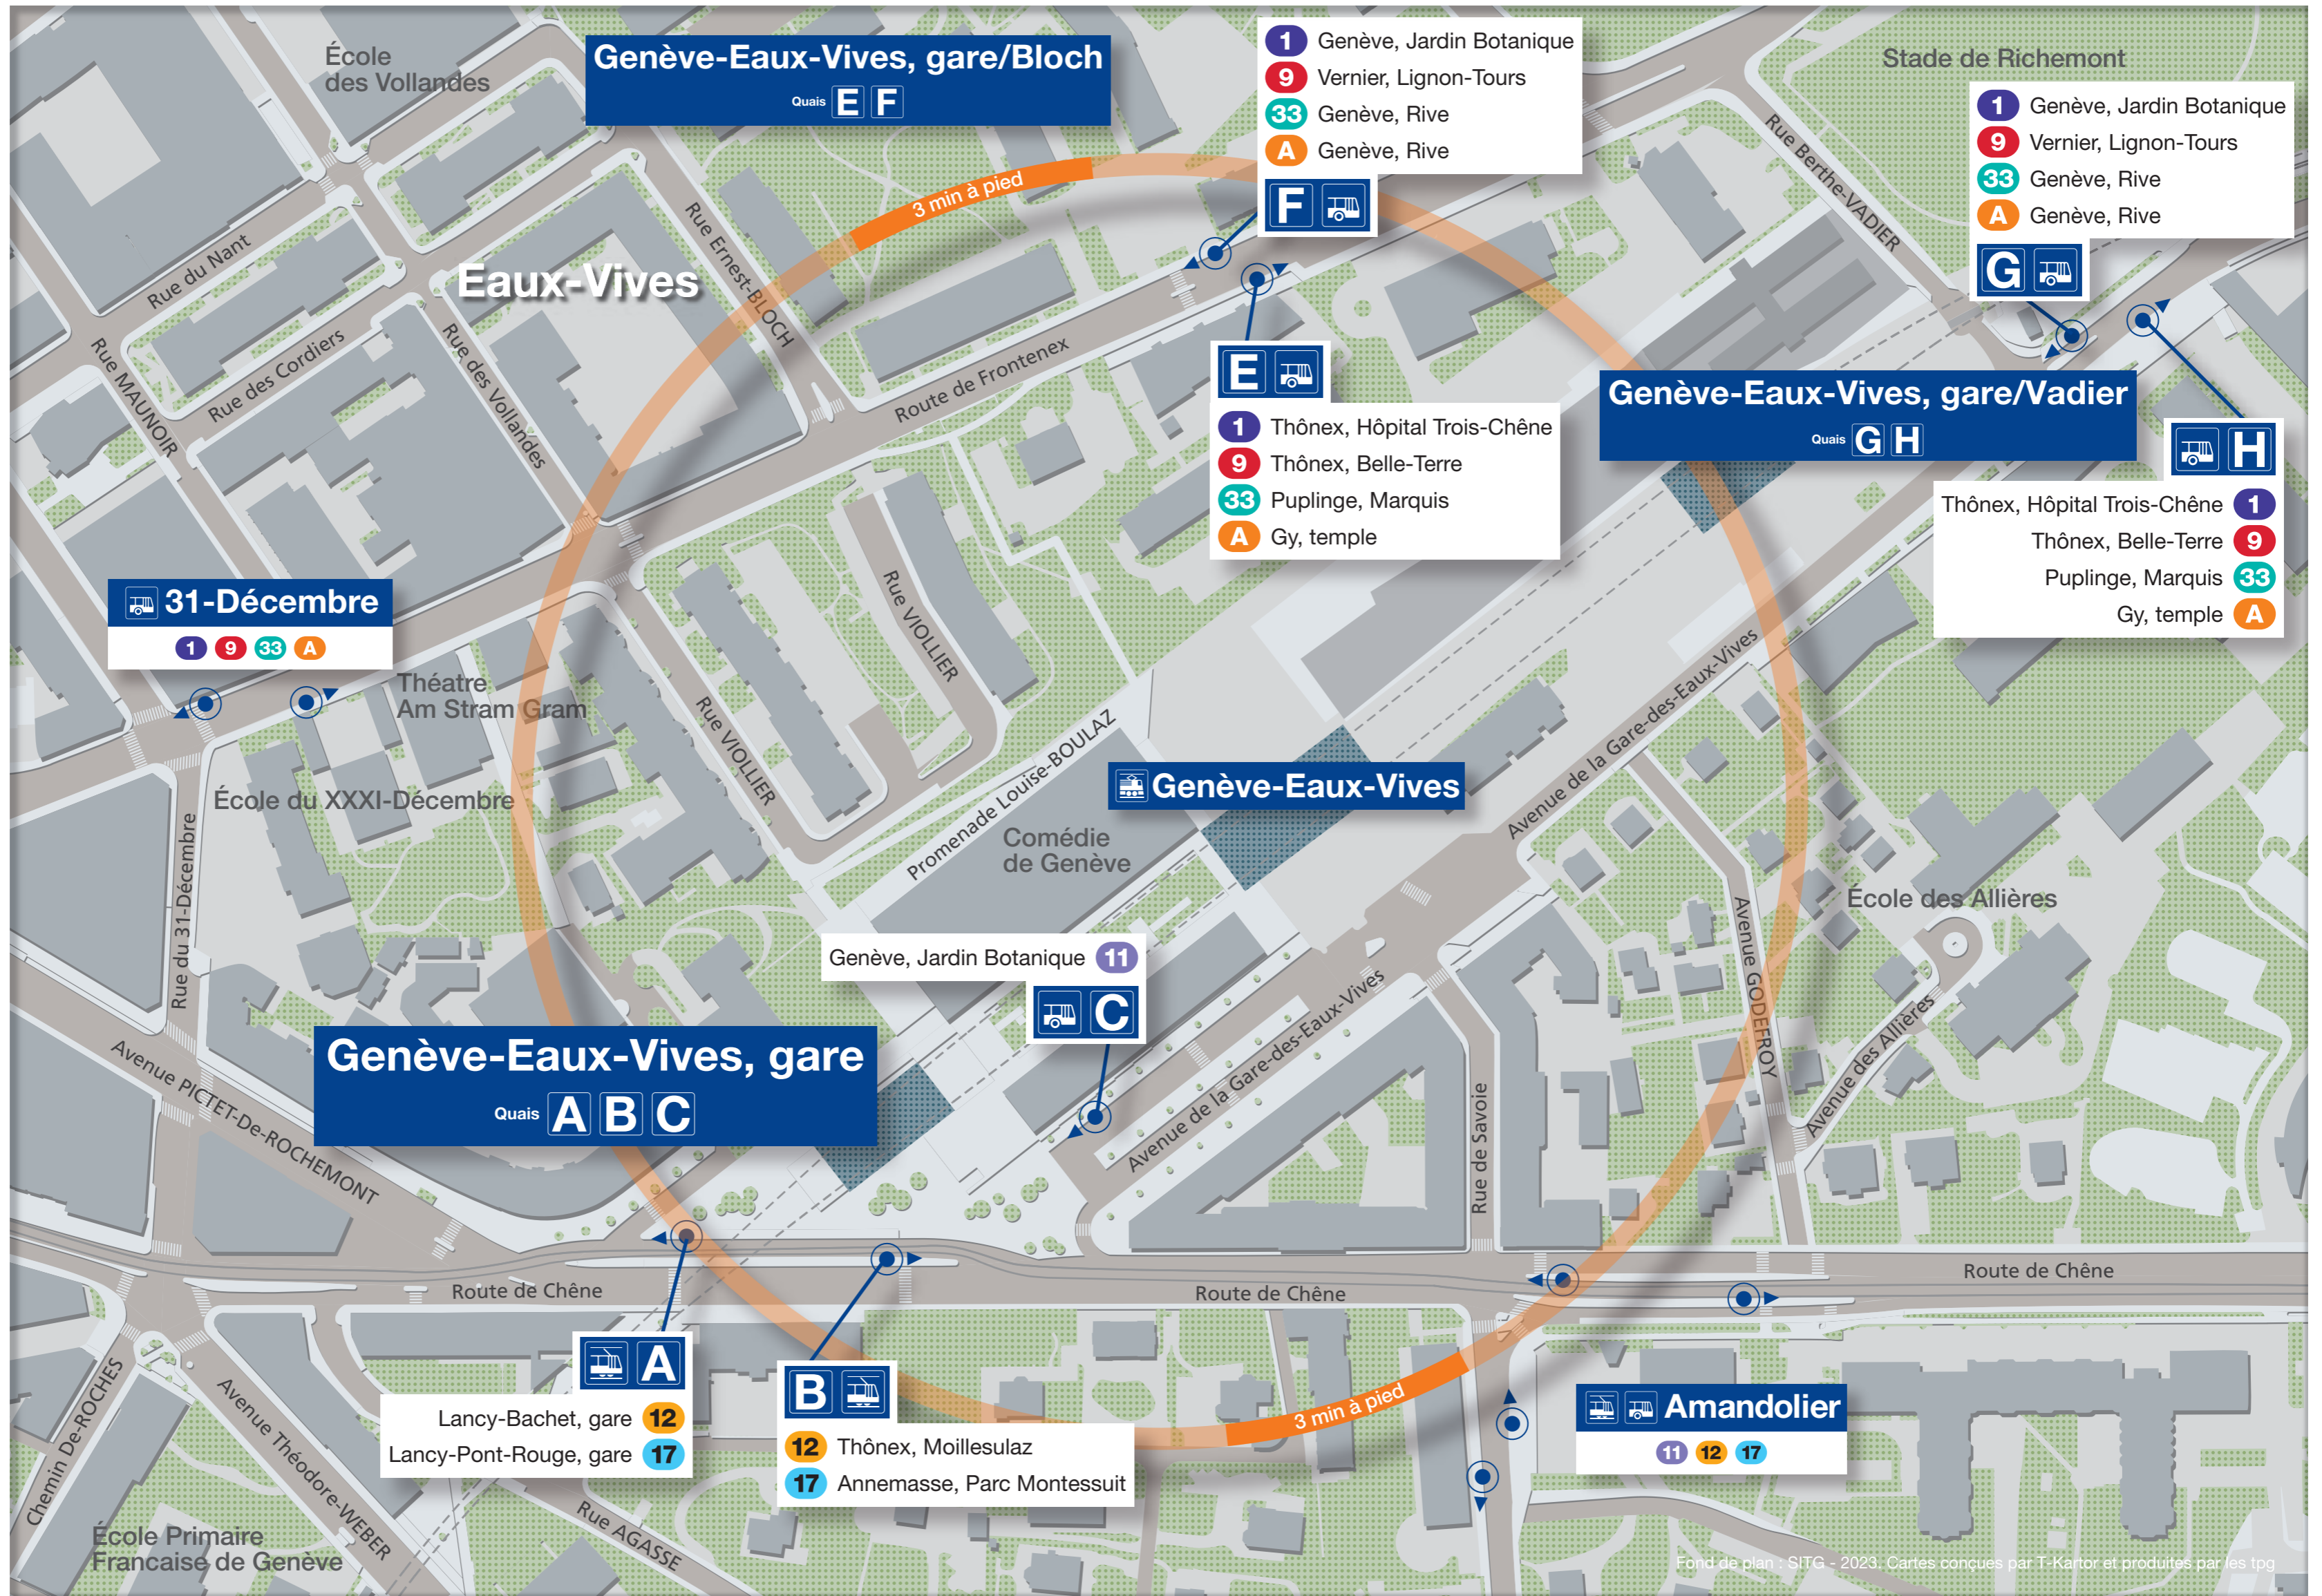 École
des Vollandes
Genève-Eaux-Vives, gare/Bloch
Quais E F
1 Genève, Jardin Botanique
9 Vernier, Lignon-Tours
33 Genève, Rive
A Genève, Rive
F
Stade de Richemont
1 Genève, Jardin Botanique
9 Vernier, Lignon-Tours
33 Genève, Rive
A Genève, Rive
G
Rue Berthe-VADIER
3 min à pied
Rue du Nant
Eaux-Vives
Rue Ernest-BLOCH
Rue MAUNOIR
Rue des Cordiers
Rue des Vollandes
Route de Frontenex
E
1 Thônex, Hôpital Trois-Chêne
9 Thônex, Belle-Terre
33 Puplinge, Marquis
A Gy, temple
Genève-Eaux-Vives, gare/Vadier
Quais G H
H
Thônex, Hôpital Trois-Chêne 1
Thônex, Belle-Terre 9
Puplinge, Marquis 33
Gy, temple A
31-Décembre
1 9 33 A
Théatre
Am Stram Gram
Rue VIOLLIER
Rue VIOLLIER
École du XXXI-Décembre
Promenade Louise-BOULAZ
Genève-Eaux-Vives
Avenue de la Gare-des-Eaux-Vives
Comédie
de Genève
Rue du 31-Décembre
École des Allières
Avenue GODEFROY
Avenue des Allières
Genève, Jardin Botanique 11
C
Avenue de la Gare-des-Eaux-Vives
Genève-Eaux-Vives, gare
Quais A B C
Avenue PICTET-De-ROCHEMONT
Rue de Savoie
Route de Chêne
Route de Chêne
Route de Chêne
A
Lancy-Bachet, gare 12
Lancy-Pont-Rouge, gare 17
B
12 Thônex, Moillesulaz
17 Annemasse, Parc Montessuit
3 min à pied
Amandolier
11 12 17
Chemin De-ROCHES
Avenue Théodore-WEBER
Rue AGASSE
École Primaire
Francaise de Genève
Fond de plan : SITG - 2023. Cartes conçues par T-Kartor et produites par les tpg